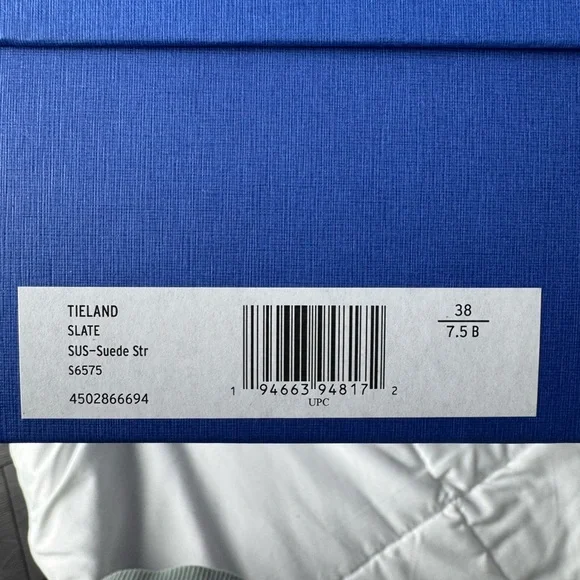 TIELAND
SLATE
SUS-Suede Str
S6575
4502866694
1 94663 94817 2
UPC
38
7.5 B